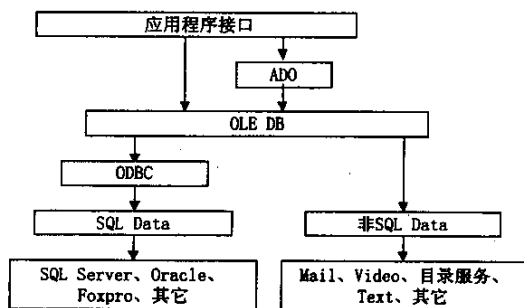 应用程序接口
ADO
OLE DB
ODBC
SQL Data
非SQL Data
SQL Server、Oracle、
Foxpro、其它
Mail、Video、目录服务、
Text、其它